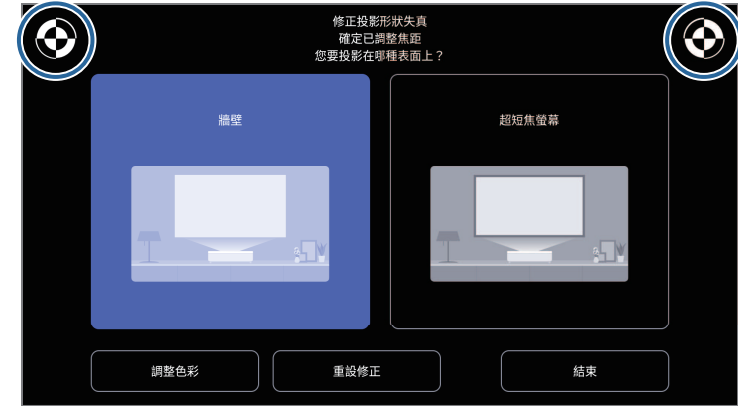 修正投影形狀失真
確定已調整焦距
您要投影在哪種表面上？
牆壁
超短焦螢幕
調整色彩
重設修正
結束